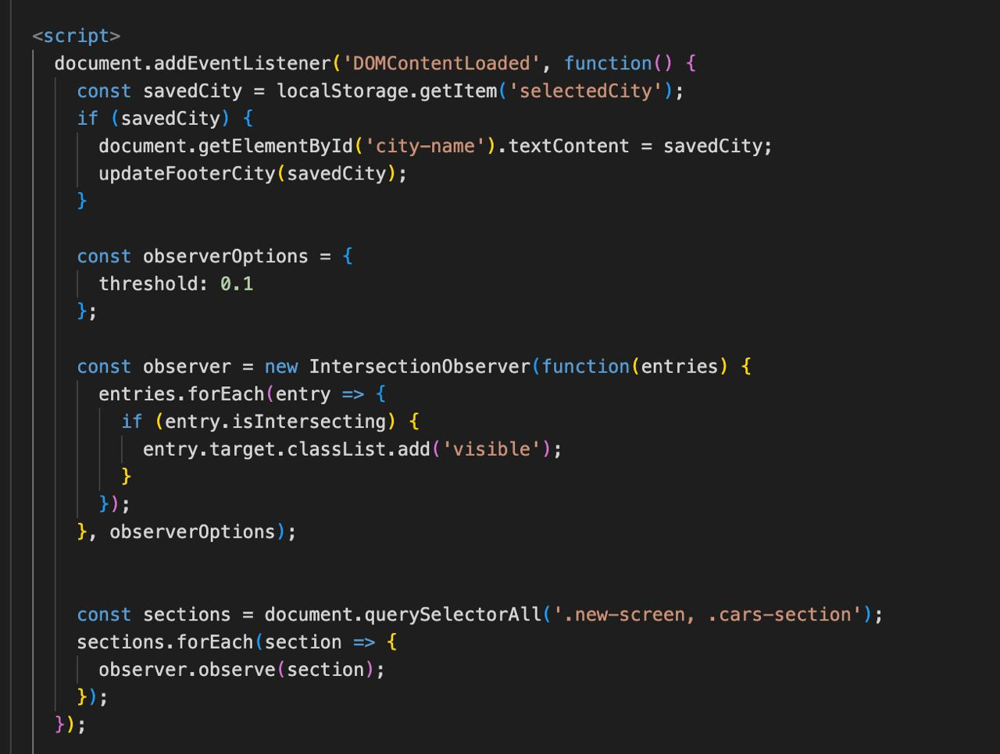 <script>
document.addEventListener('DOMContentLoaded', function() {
const savedCity = localStorage.getItem('selectedCity');
if (savedCity) {
document.getElementById('city-name').textContent = savedCity;
updateFooterCity(savedCity);
}
const observerOptions = {
threshold: 0.1
};
const observer = new IntersectionObserver(function(entries) {
entries.forEach(entry => {
if (entry.isIntersecting) {
entry.target.classList.add('visible');
}
});
}, observerOptions);
const sections = document.querySelectorAll('.new-screen, .cars-section');
sections.forEach(section => {
observer.observe(section);
});
});